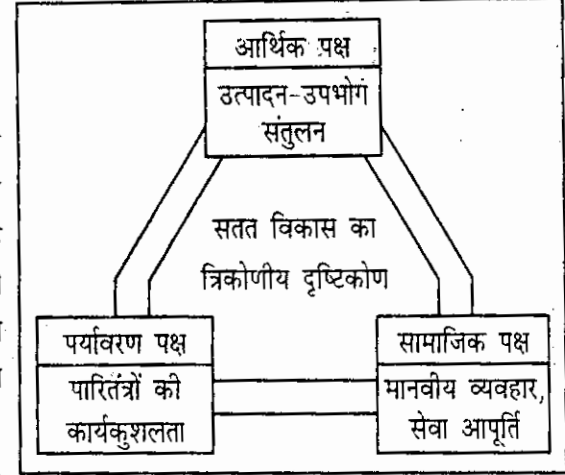 आर्थिक पक्ष
उत्पादन-उपभोग
संतुलन
सतत विकास का
त्रिकोणीय दृष्टिकोण
पर्यावरण पक्ष
पारितंत्रों की
कार्यकुशलता
सामाजिक पक्ष
मानवीय व्यवहार,
सेवा आपूर्ति